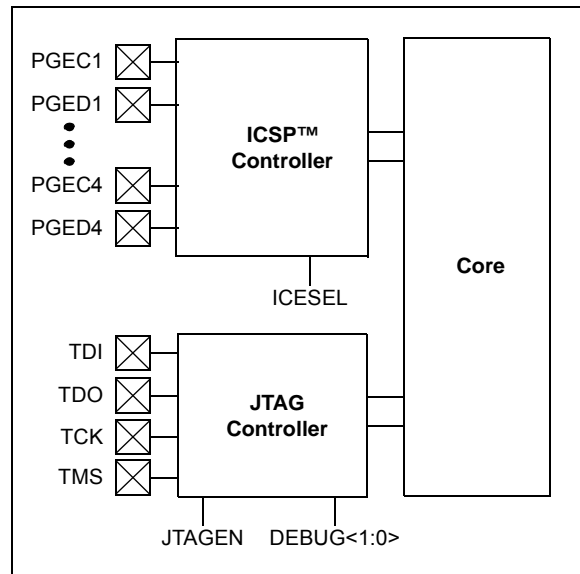 PGEC1
PGED1
PGEC4
PGED4
ICSP™
Controller
ICESEL
Core
TDI
TDO
TCK
TMS
JTAG
Controller
JTAGEN
DEBUG<1:0>